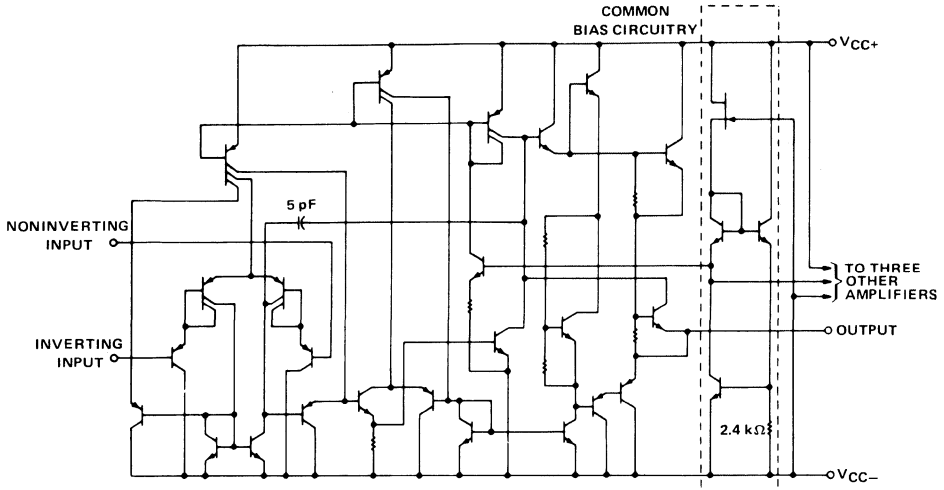 COMMON
BIAS CIRCUITRY
VCC+
5 pF
NONINVERTING
INPUT
TO THREE
OTHER
AMPLIFIERS
INVERTING
INPUT
OUTPUT
2.4 kΩ
VCC−